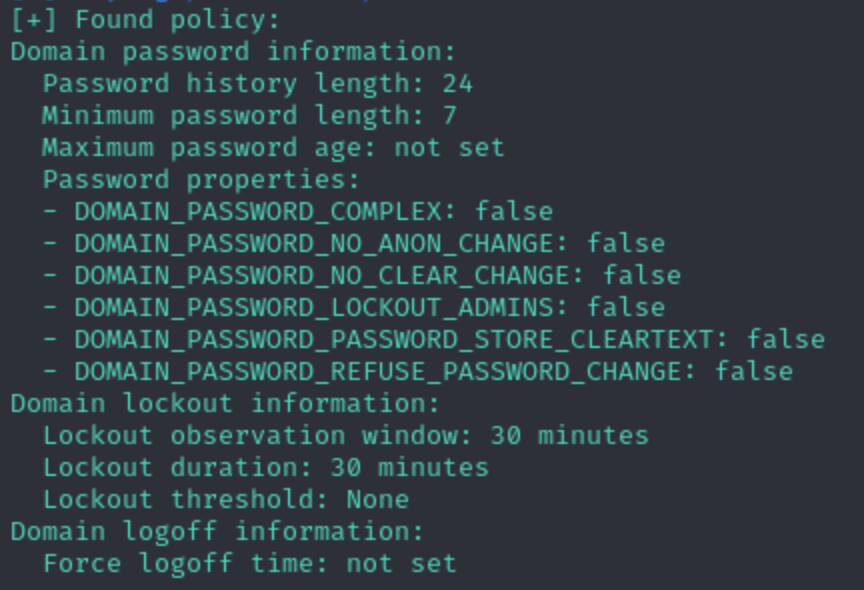 [+] Found policy:
Domain password information:
  Password history length: 24
  Minimum password length: 7
  Maximum password age: not set
  Password properties:
  - DOMAIN_PASSWORD_COMPLEX: false
  - DOMAIN_PASSWORD_NO_ANON_CHANGE: false
  - DOMAIN_PASSWORD_NO_CLEAR_CHANGE: false
  - DOMAIN_PASSWORD_LOCKOUT_ADMINS: false
  - DOMAIN_PASSWORD_PASSWORD_STORE_CLEARTEXT: false
  - DOMAIN_PASSWORD_REFUSE_PASSWORD_CHANGE: false
Domain lockout information:
  Lockout observation window: 30 minutes
  Lockout duration: 30 minutes
  Lockout threshold: None
Domain logoff information:
  Force logoff time: not set